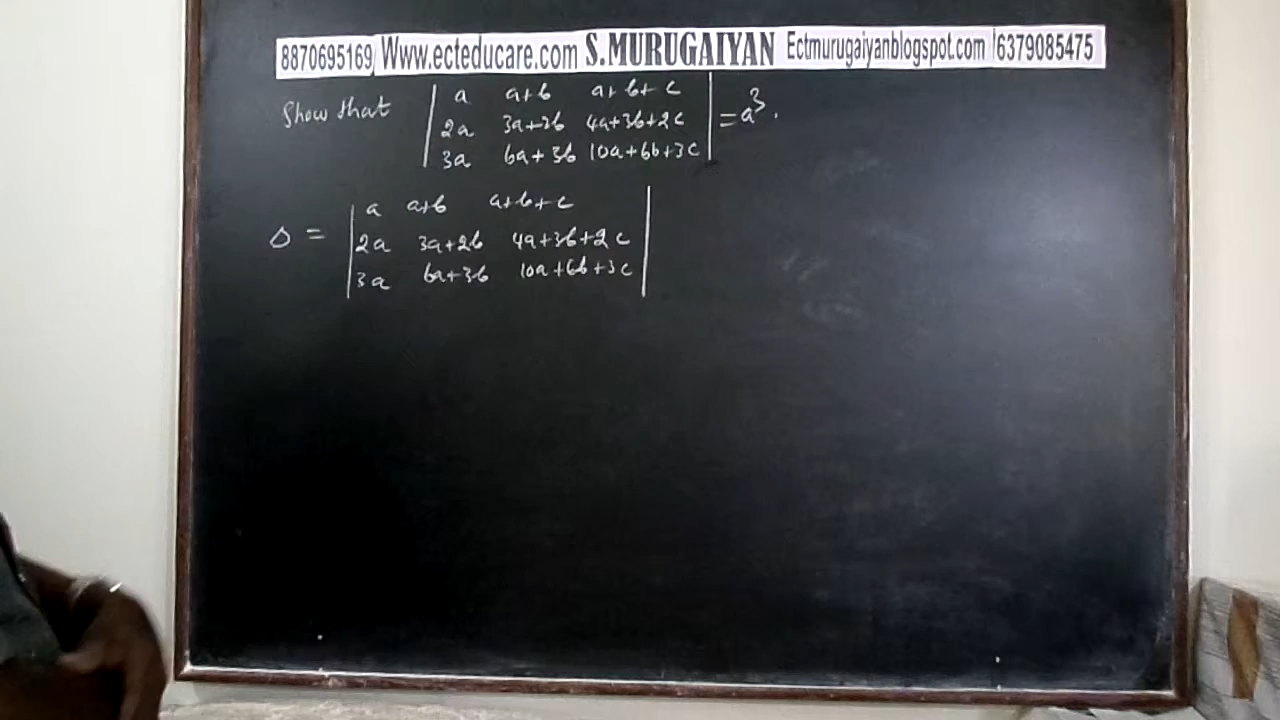 8870695169 Www.ecteducare.com S.MURUGAIYAN Ectmurugaiyanblogspot.com 6379085475
Show that | a a+b a+b+c |
| 2a 3a+2b 4a+3b+2c | = a³.
| 3a 6a+3b 10a+6b+3c |
| a a+b a+b+c |
Δ = | 2a 3a+2b 4a+3b+2c |
| 3a 6a+3b 10a+6b+3c |